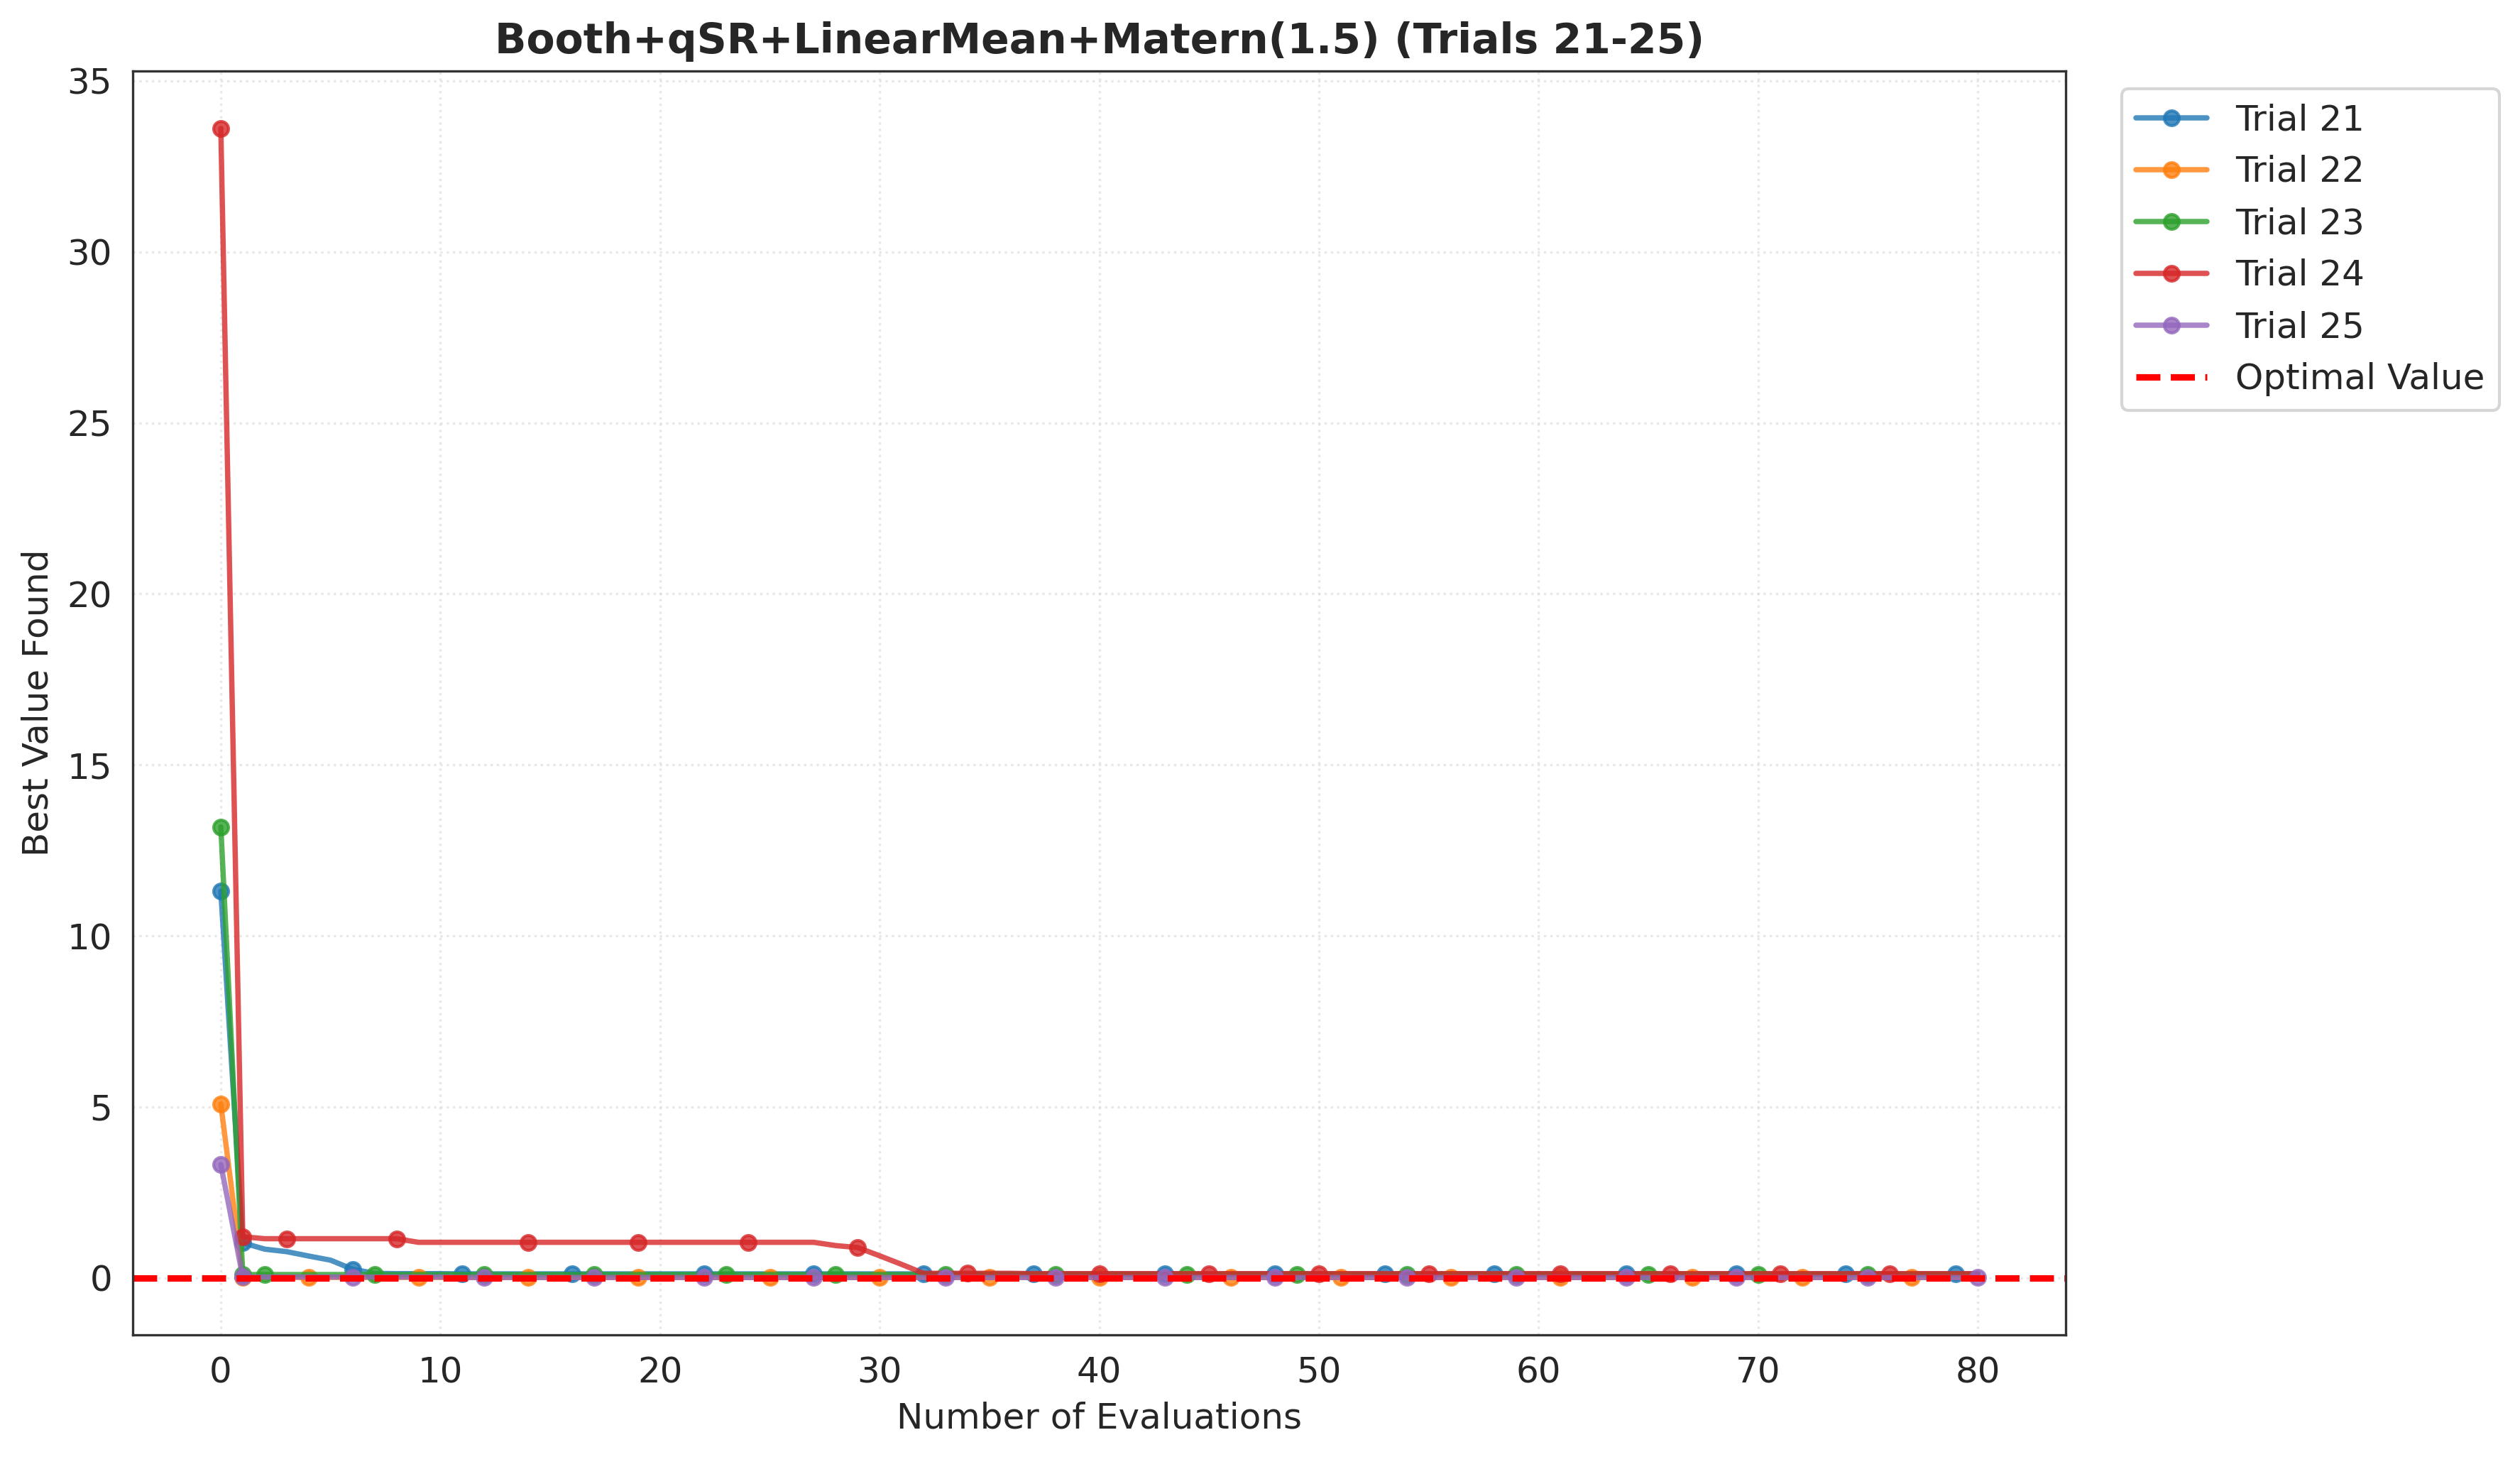 Booth+qSR+LinearMean+Matern(1.5) (Trials 21-25)
35
30
25
20
15
10
5
0
Best Value Found
0 10 20 30 40 50 60 70 80
Number of Evaluations
Trial 21
Trial 22
Trial 23
Trial 24
Trial 25
Optimal Value